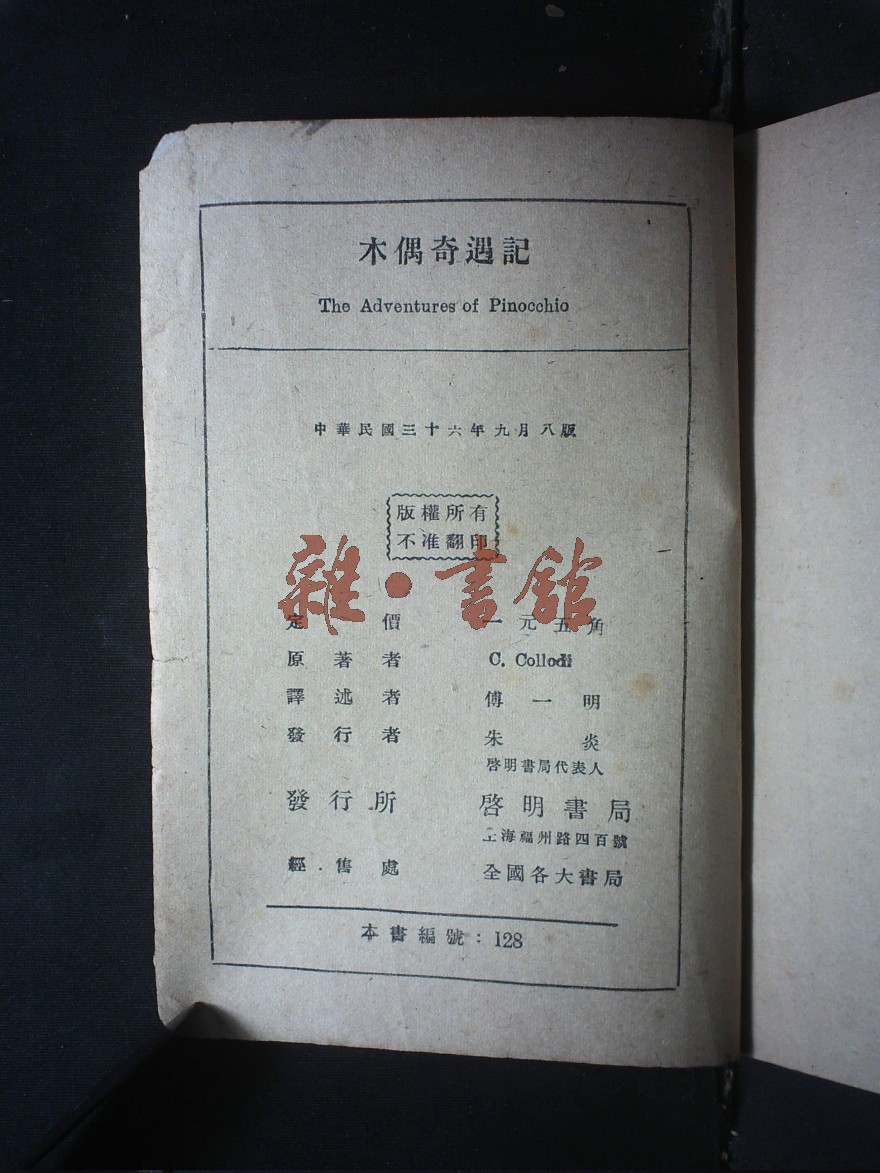 木偶奇遇記
The Adventures of Pinocchio
中華民國三十六年九月八版
版權所有
不准翻印
雜·書館
定價 一元五角
原著者 C. Collodi
譯述者 傅一明
發行者 朱炎
啓明書局代表人
發行所 啓明書局
上海福州路四百號
經售處 全國各大書局
本書編號：128